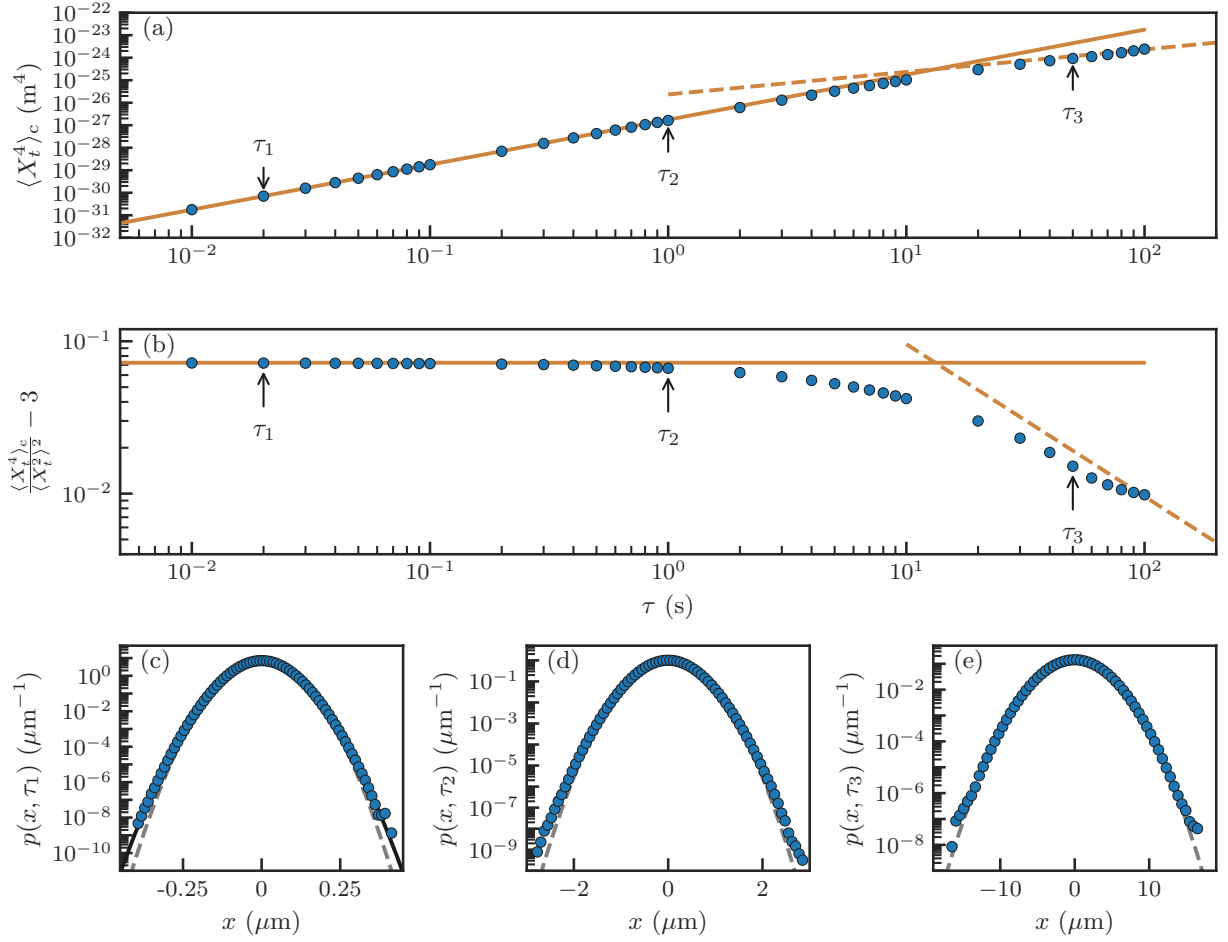 (a)
⟨X_t^4⟩_c (m^4)
10^−22
10^−23
10^−24
10^−25
10^−26
10^−27
10^−28
10^−29
10^−30
10^−31
10^−32
τ_1
τ_2
τ_3
10^−2 10^−1 10^0 10^1 10^2
(b)
⟨X_t^4⟩_c / ⟨X_t^2⟩^2 − 3
10^−1
10^−2
τ_1
τ_2
τ_3
10^−2 10^−1 10^0 10^1 10^2
τ (s)
(c)
p(x, τ_1) (μm^−1)
10^0
10^−2
10^−4
10^−6
10^−8
10^−10
-0.25 0 0.25
x (μm)
(d)
p(x, τ_2) (μm^−1)
10^−1
10^−3
10^−5
10^−7
10^−9
−2 0 2
x (μm)
(e)
p(x, τ_3) (μm^−1)
10^−2
10^−4
10^−6
10^−8
−10 0 10
x (μm)